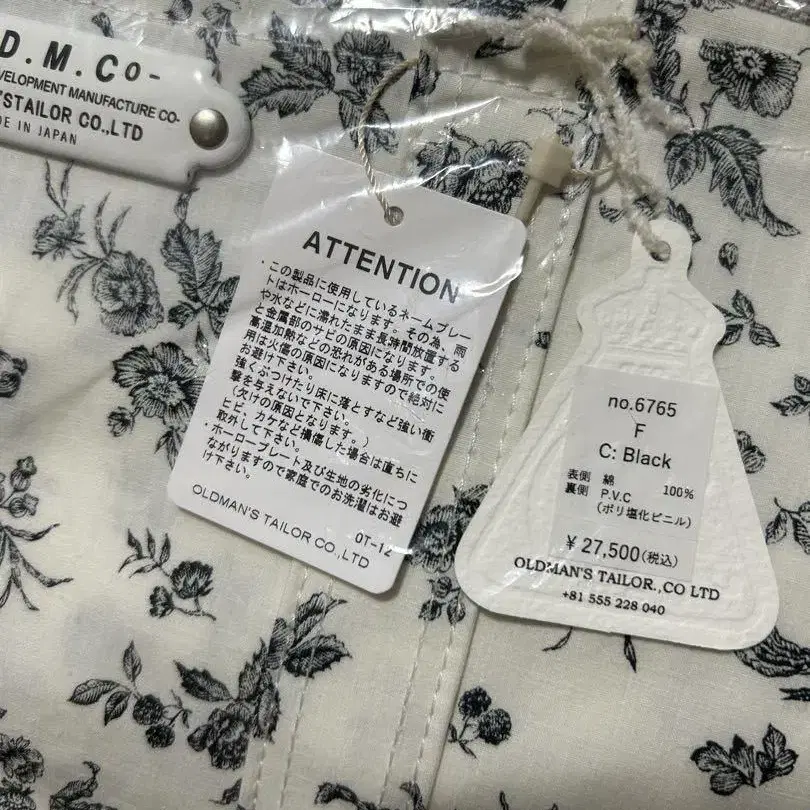 D.M.Co-
VELOPMENT MANUFACTURE CO-
'STAILOR CO.,LTD
DE IN JAPAN
ATTENTION
・この製品に使用しているネームプレー
トはホーローになります。その為、雨
や水などに濡れたまま長時間放置する
と金属部のサビの原因になります。
高温加熱などの恐れがある場所での使
用は火傷の原因になりますので絶対に
お避け下さい。
強くぶつけたり床に落とすなど強い衝
撃を与えないで下さい。
(欠けの原因となります。)
ヒビ、カケなど損傷した場合は直ちに
取外して下さい。
・ホーロープレート及び生地の劣化につ
ながりますので家庭でのお洗濯はお避
け下さい。
OT-12
OLDMAN'S TAILOR CO.,LTD
no.6765
F
C: Black
表側 綿 100%
裏側 P.V.C
(ポリ塩化ビニル)
¥ 27,500(税込)
OLDMAN'S TAILOR.,CO LTD
+81 555 228 040